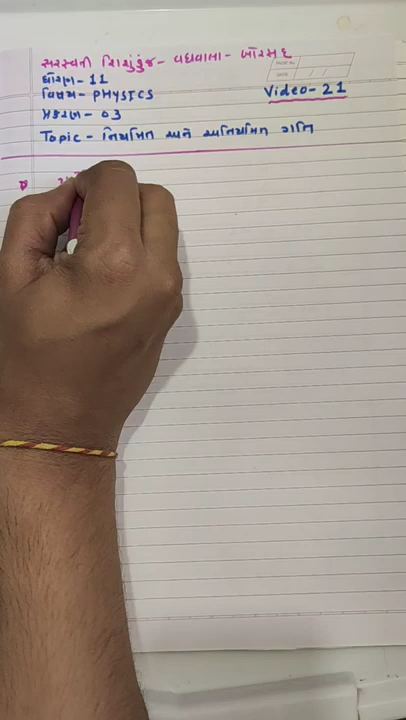 સરસ્વતી શિશુકુંજ - વઘવાલા - બોરસદ
ધોરણ - 11
વિષય - PHYSICS
Video - 21
પ્રકરણ - 03
Topic - નિયમિત અને અનિયમિત ગતિ